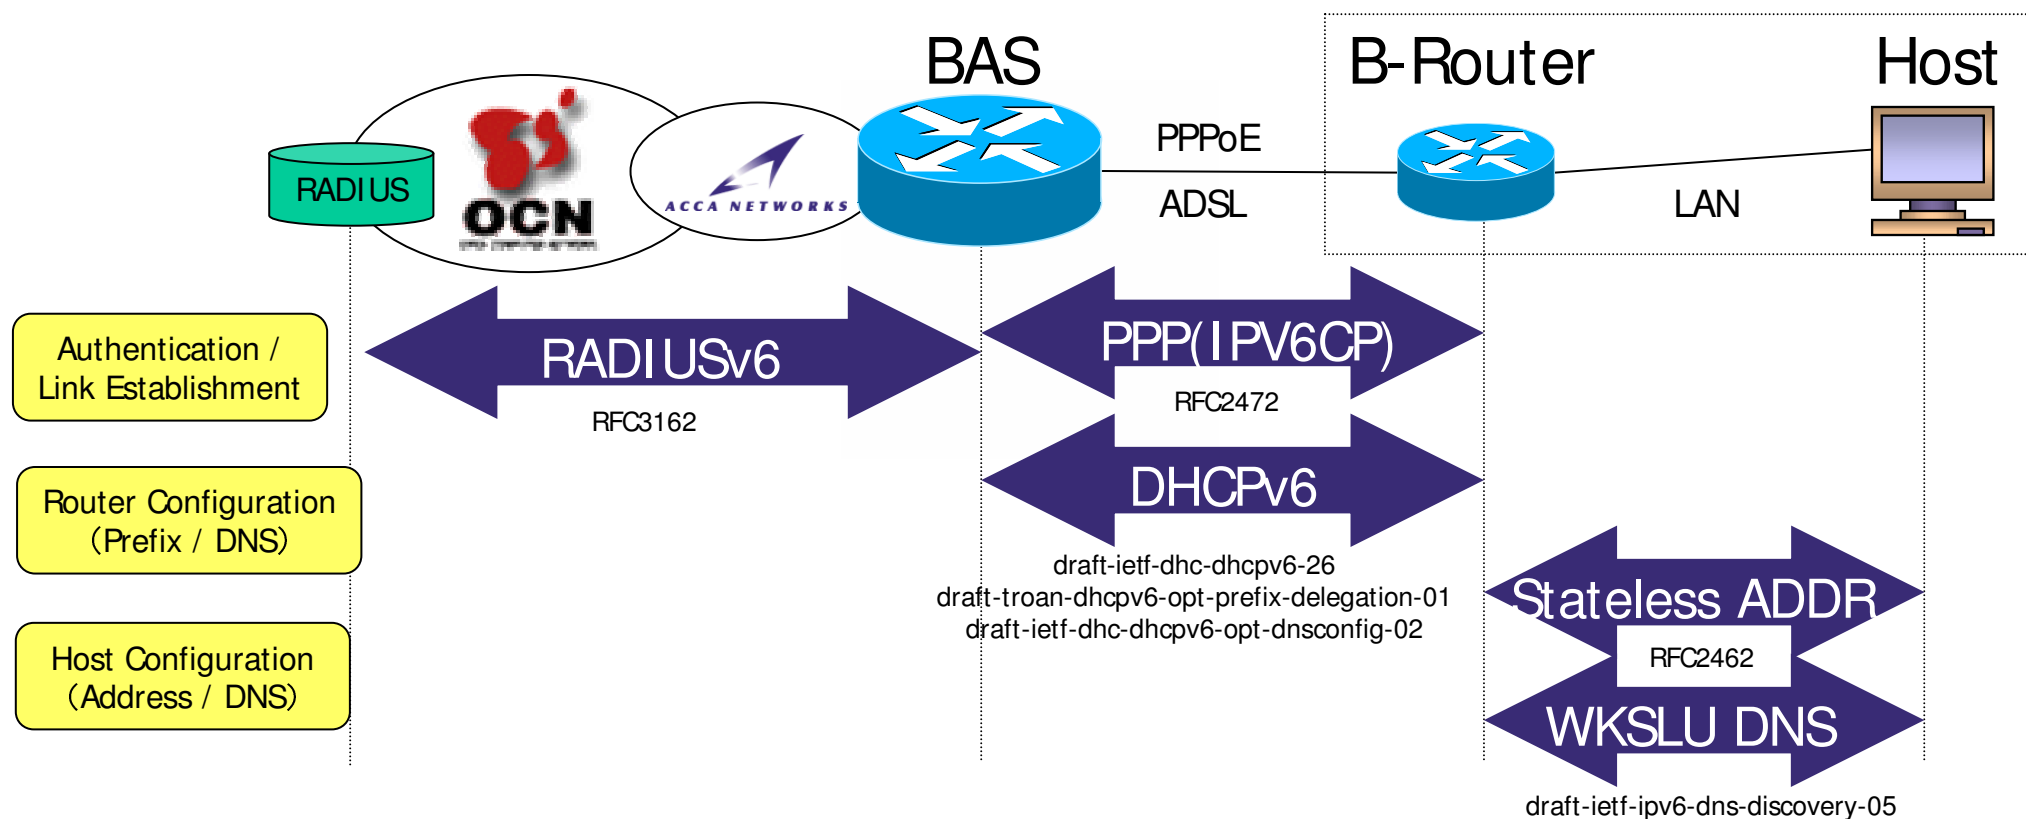 BAS
B-Router
Host
PPPoE
RADIUS
OCN
ACCA NETWORKS
ADSL
LAN
Authentication /
Link Establishment
RADIUSv6
RFC3162
PPP(IPV6CP)
RFC2472
Router Configuration
(Prefix / DNS)
DHCPv6
draft-ietf-dhc-dhcpv6-26
draft-troan-dhcpv6-opt-prefix-delegation-01
draft-ietf-dhc-dhcpv6-opt-dnsconfig-02
Stateless ADDR
RFC2462
Host Configuration
(Address / DNS)
WKSLU DNS
draft-ietf-ipv6-dns-discovery-05